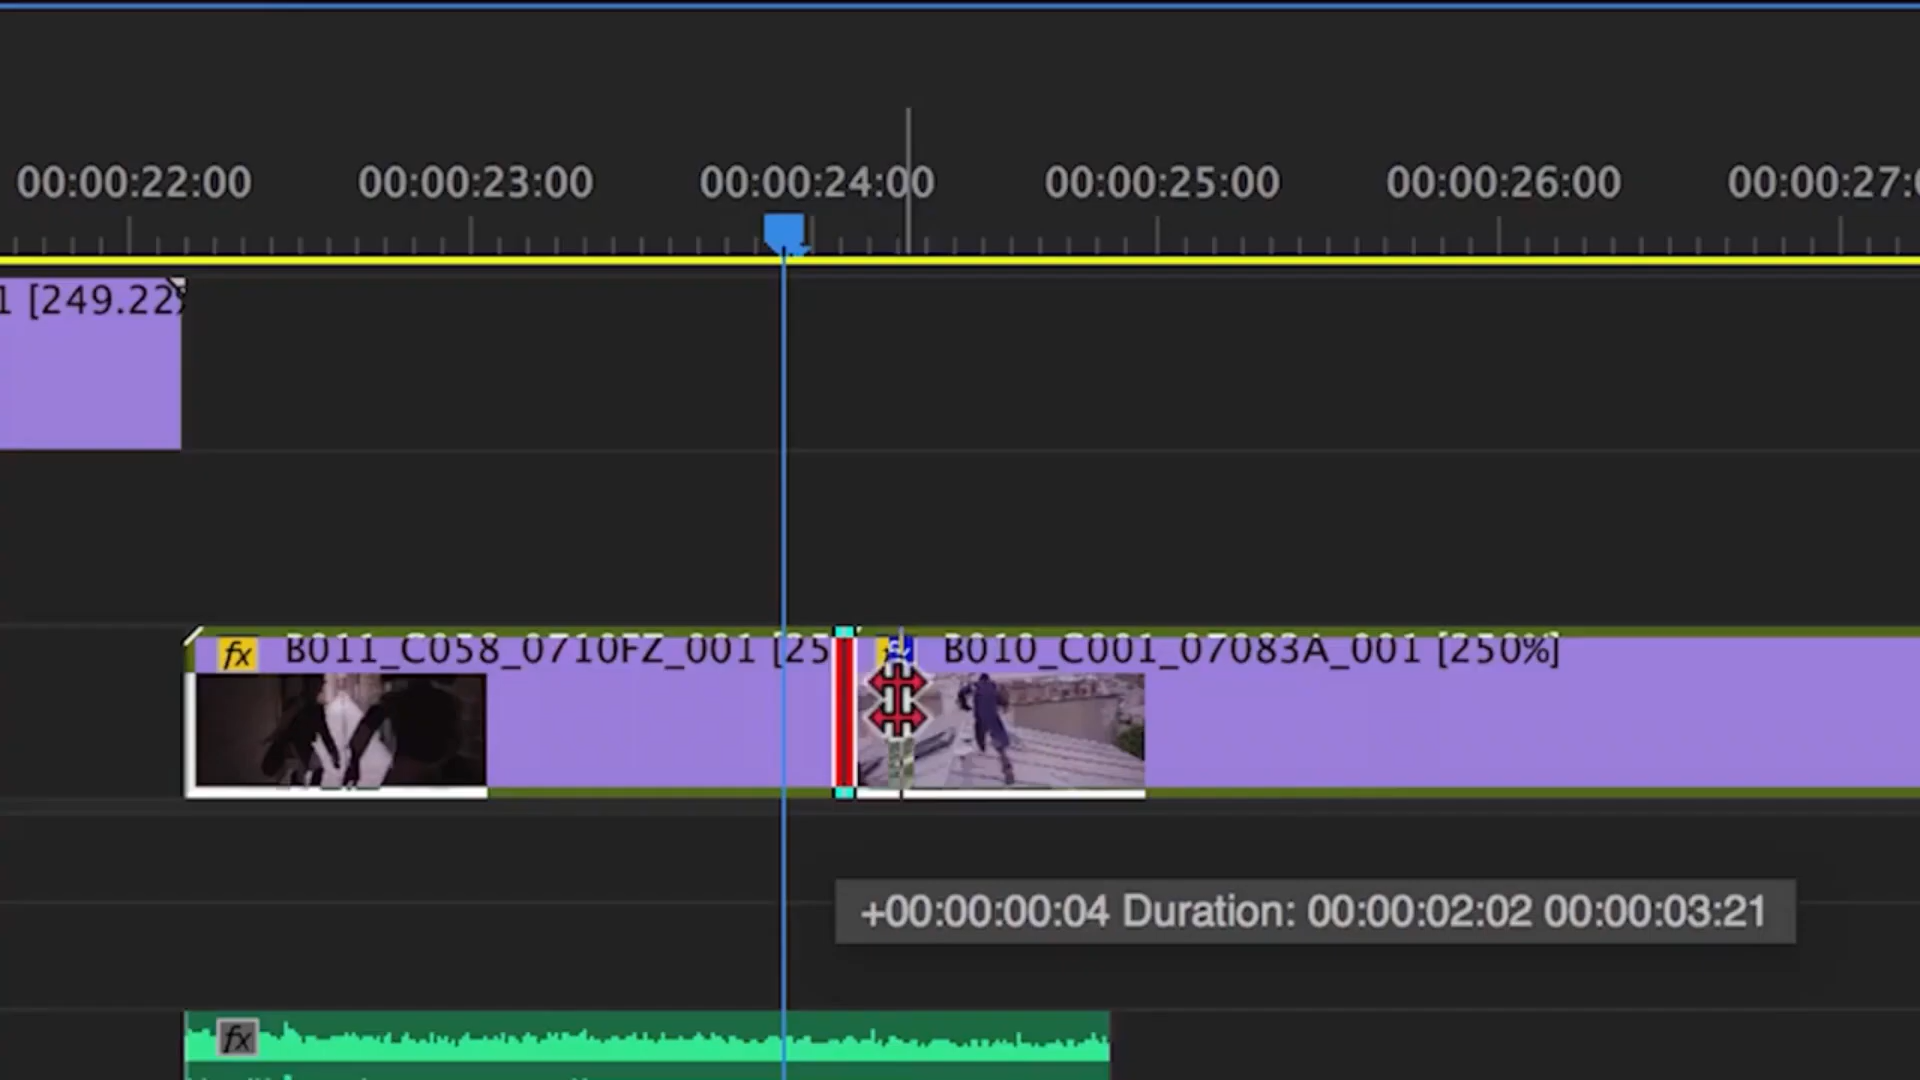 00:00:22:00 00:00:23:00 00:00:24:00 00:00:25:00 00:00:26:00 00:00:27:
1 [249.22%
fx B011_C058_0710FZ_001 [25 B010_C001_07083A_001 [250%]
+00:00:00:04 Duration: 00:00:02:02 00:00:03:21
fx